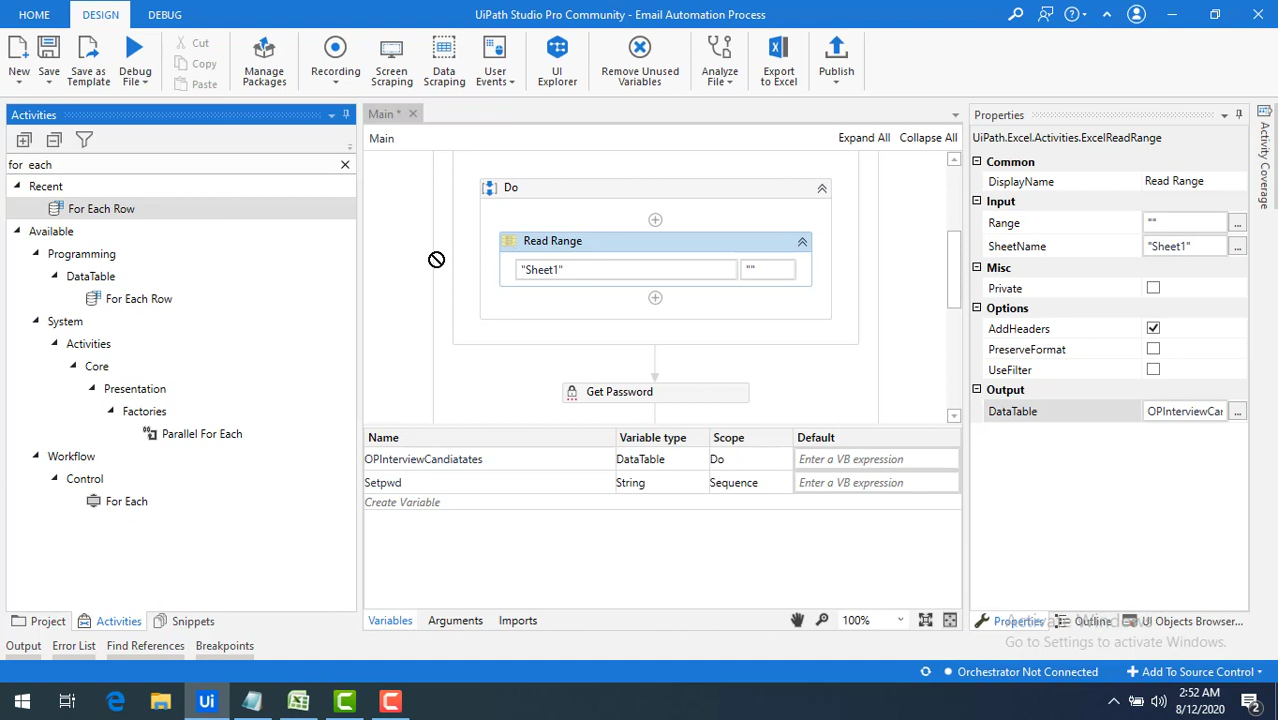 HOME
DESIGN
DEBUG
UiPath Studio Pro Community - Email Automation Process
New
Save
Save as Template
Debug File
Cut
Copy
Paste
Manage Packages
Recording
Screen Scraping
Data Scraping
User Events
UI Explorer
Remove Unused Variables
Analyze File
Export to Excel
Publish
Activities
for each
Recent
For Each Row
Available
Programming
DataTable
For Each Row
System
Activities
Core
Presentation
Factories
Parallel For Each
Workflow
Control
For Each
Project
Activities
Snippets
Main *
Main
Expand All
Collapse All
Do
Read Range
"Sheet1"
""
Get Password
Name Variable type Scope Default
OPInterviewCandiatates DataTable Do Enter a VB expression
Setpwd String Sequence Enter a VB expression
Create Variable
Variables
Arguments
Imports
100%
Properties
UiPath.Excel.Activities.ExcelReadRange
Common
DisplayName Read Range
Input
Range ""
...
SheetName "Sheet1"
...
Misc
Private
Options
AddHeaders
PreserveFormat
UseFilter
Output
DataTable OPInterviewCar
...
Activity Coverage
Properties
Outline
UI Objects Browser...
Activate Windows
Go to Settings to activate Windows.
Output
Error List
Find References
Breakpoints
Orchestrator Not Connected
Add To Source Control
Ui
2:52 AM
8/12/2020
2